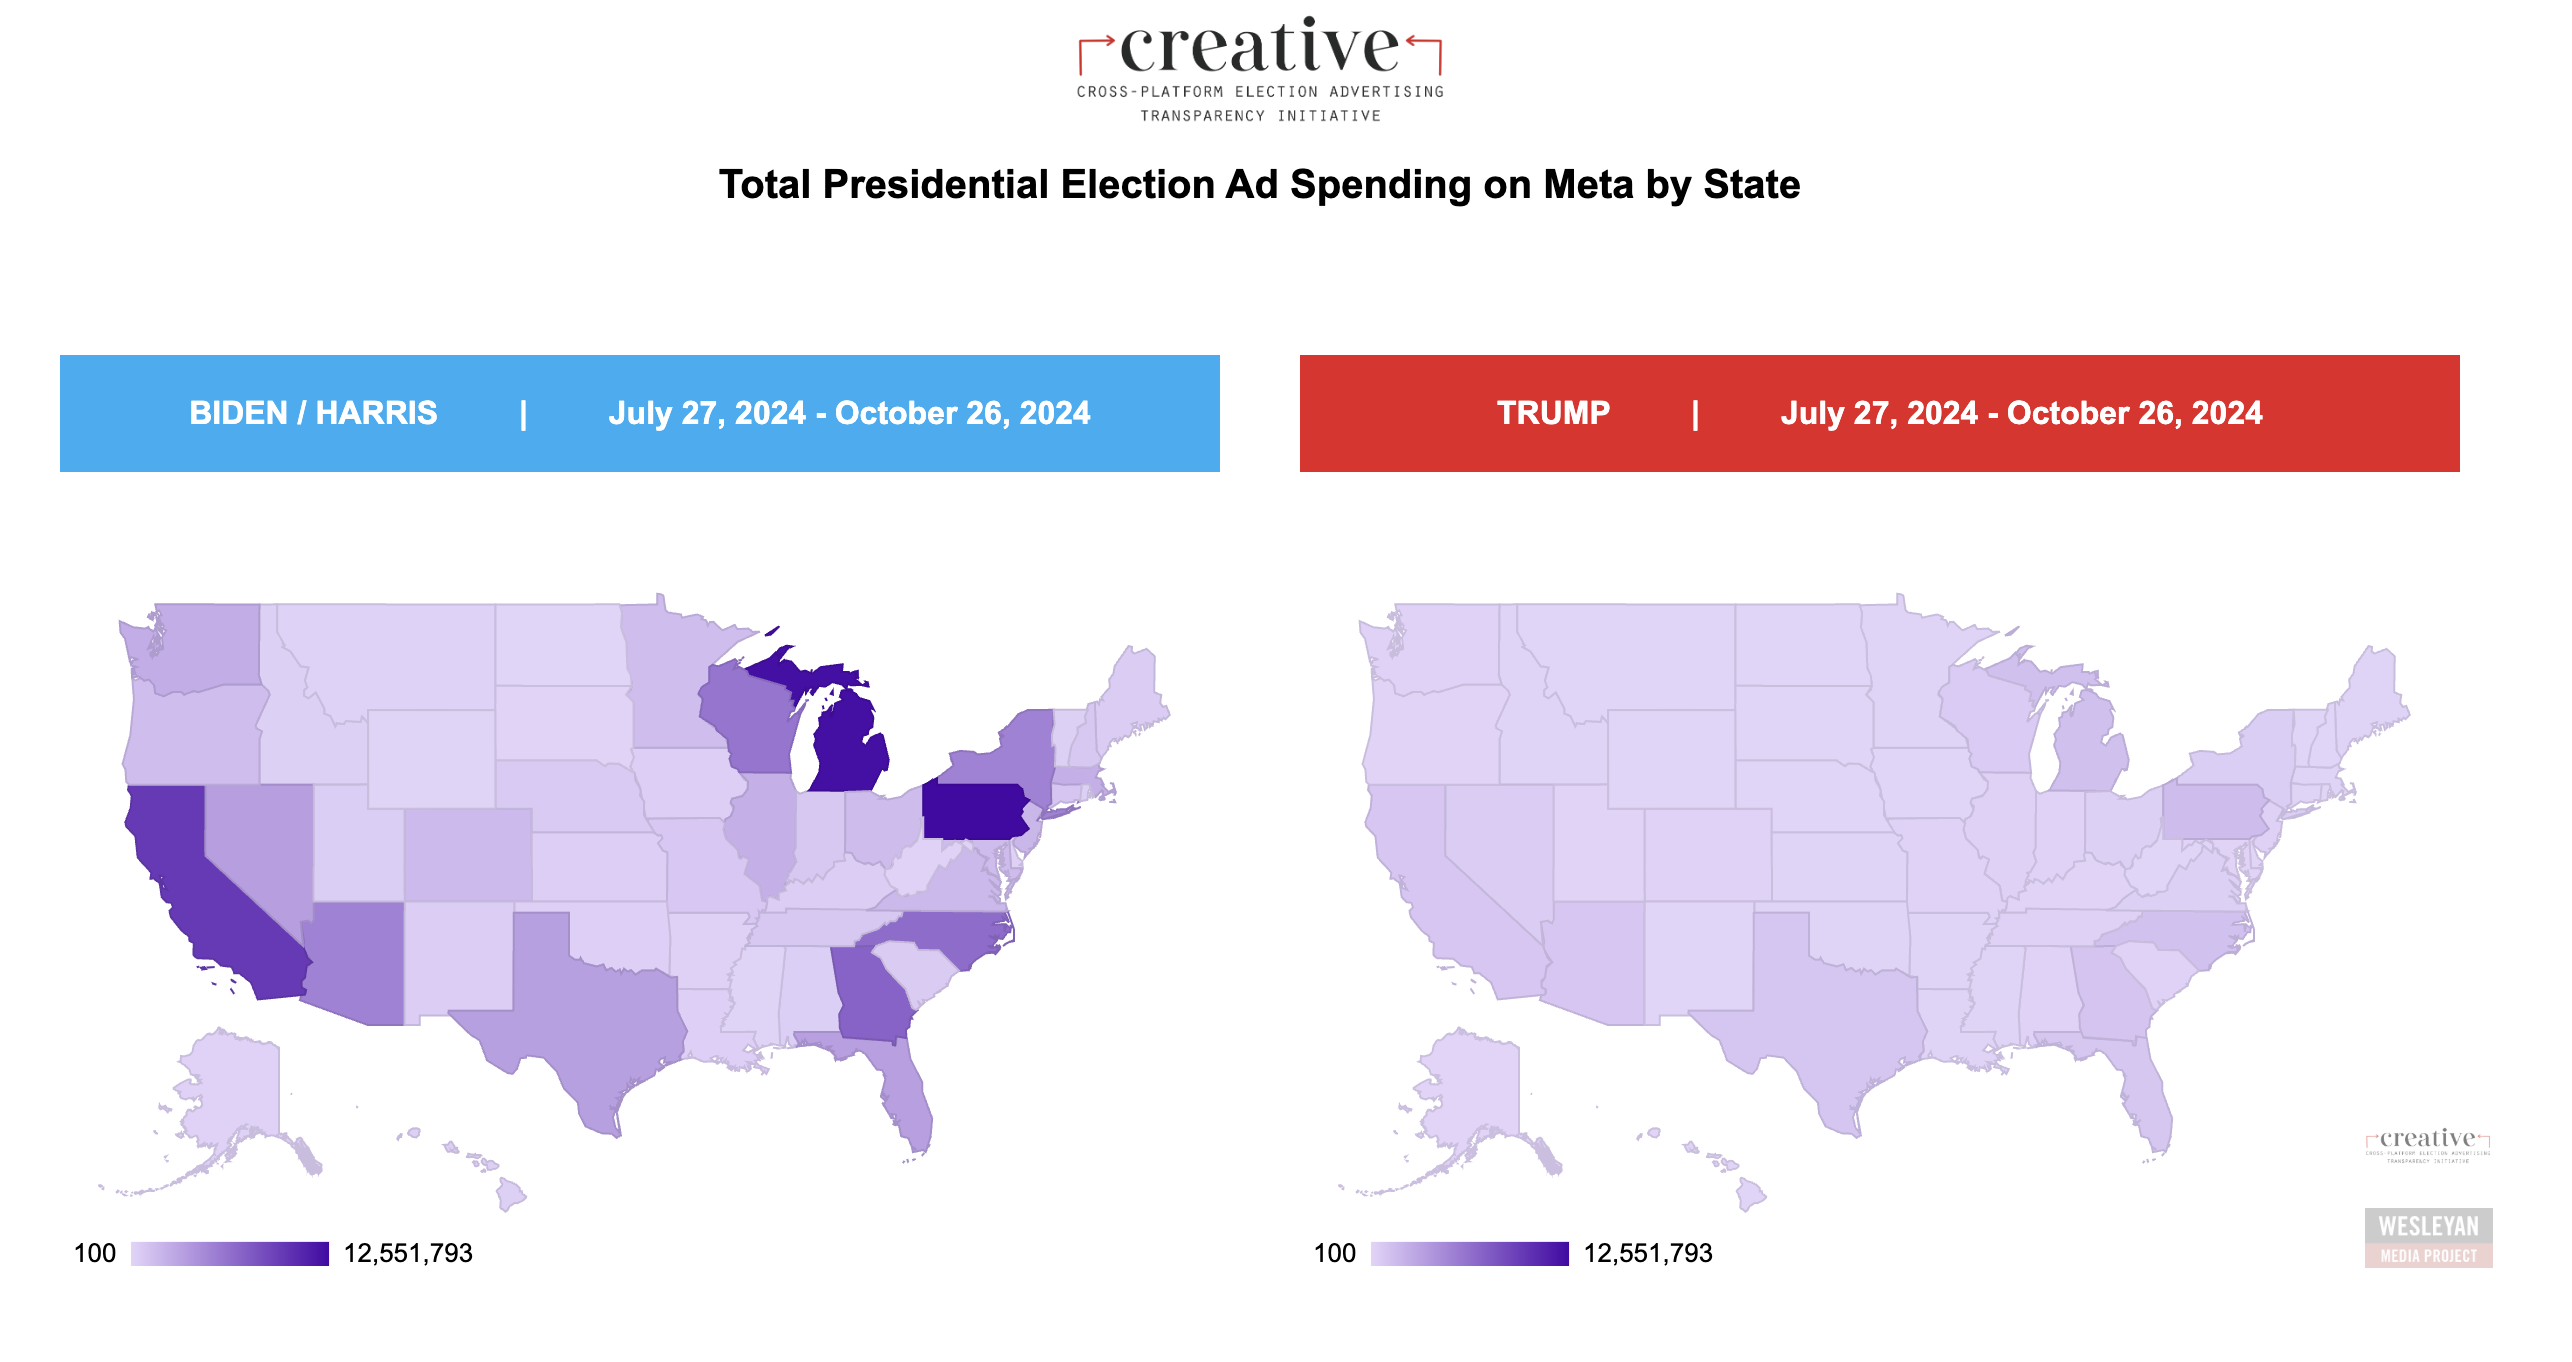 creative
CROSS-PLATFORM ELECTION ADVERTISING
TRANSPARENCY INITIATIVE
Total Presidential Election Ad Spending on Meta by State
BIDEN / HARRIS | July 27, 2024 - October 26, 2024
TRUMP | July 27, 2024 - October 26, 2024
100 12,551,793
100 12,551,793
creative
CROSS-PLATFORM ELECTION ADVERTISING
TRANSPARENCY INITIATIVE
WESLEYAN
MEDIA PROJECT